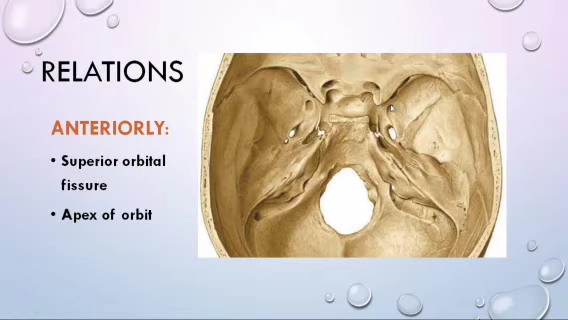 RELATIONS
ANTERIORLY:
• Superior orbital
fissure
• Apex of orbit